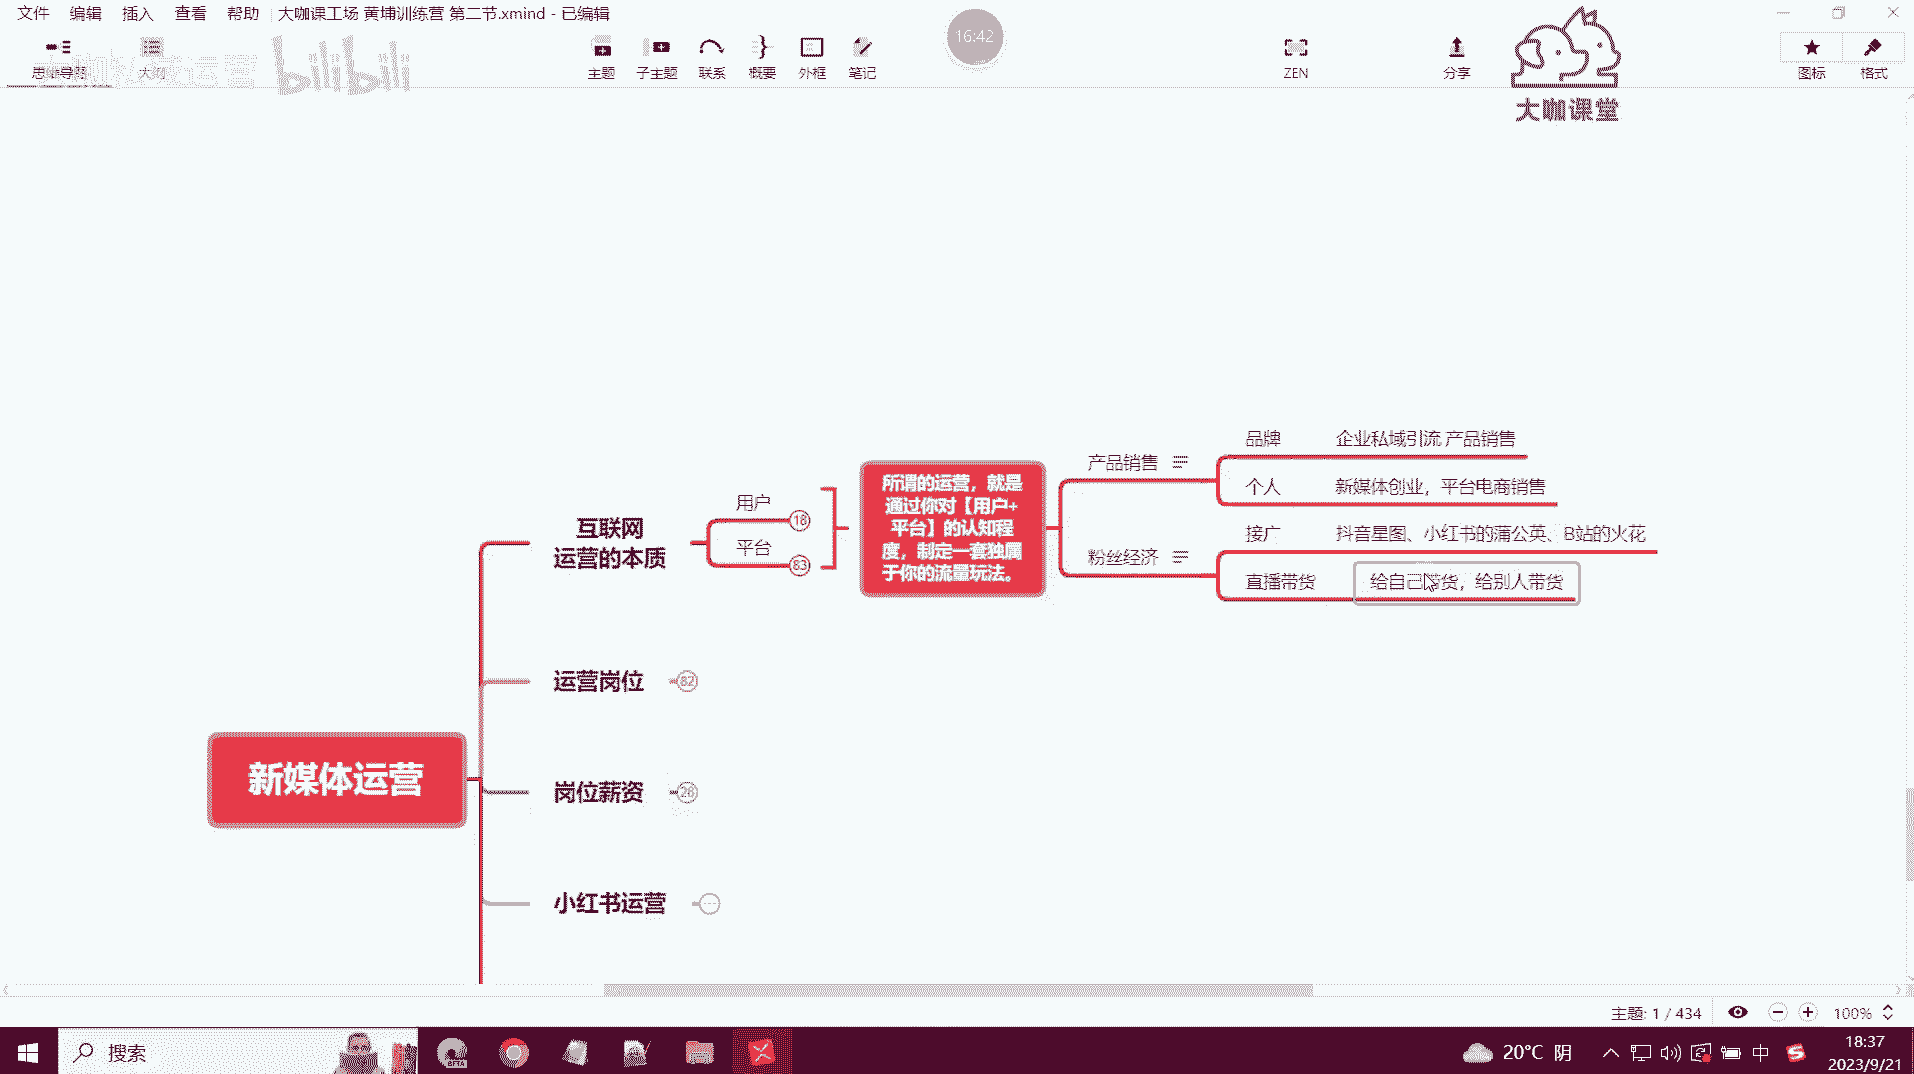 文件 编辑 插入 查看 帮助 大咖课工场 黄埔训练营 第二节.xmind - 已编辑
16:42
思维导图 大纲 主题 子主题 联系 概要 外框 笔记 ZEN 分享 图标 格式
bilibili
大咖课堂
品牌 企业私域引流 产品销售
产品销售
个人 新媒体创业，平台电商销售
所谓的运营，就是
通过你对【用户+
平台】的认知程
度，制定一套独属
于你的流量玩法。
用户 18
互联网
运营的本质
平台 83
接广 抖音星图、小红书的蒲公英、B站的火花
粉丝经济
直播带货 给自己带货，给别人带货
运营岗位 82
新媒体运营
岗位薪资 28
小红书运营
主题: 1 / 434 100%
搜索
BETA
20°C 阴 中
18:37
2023/9/21